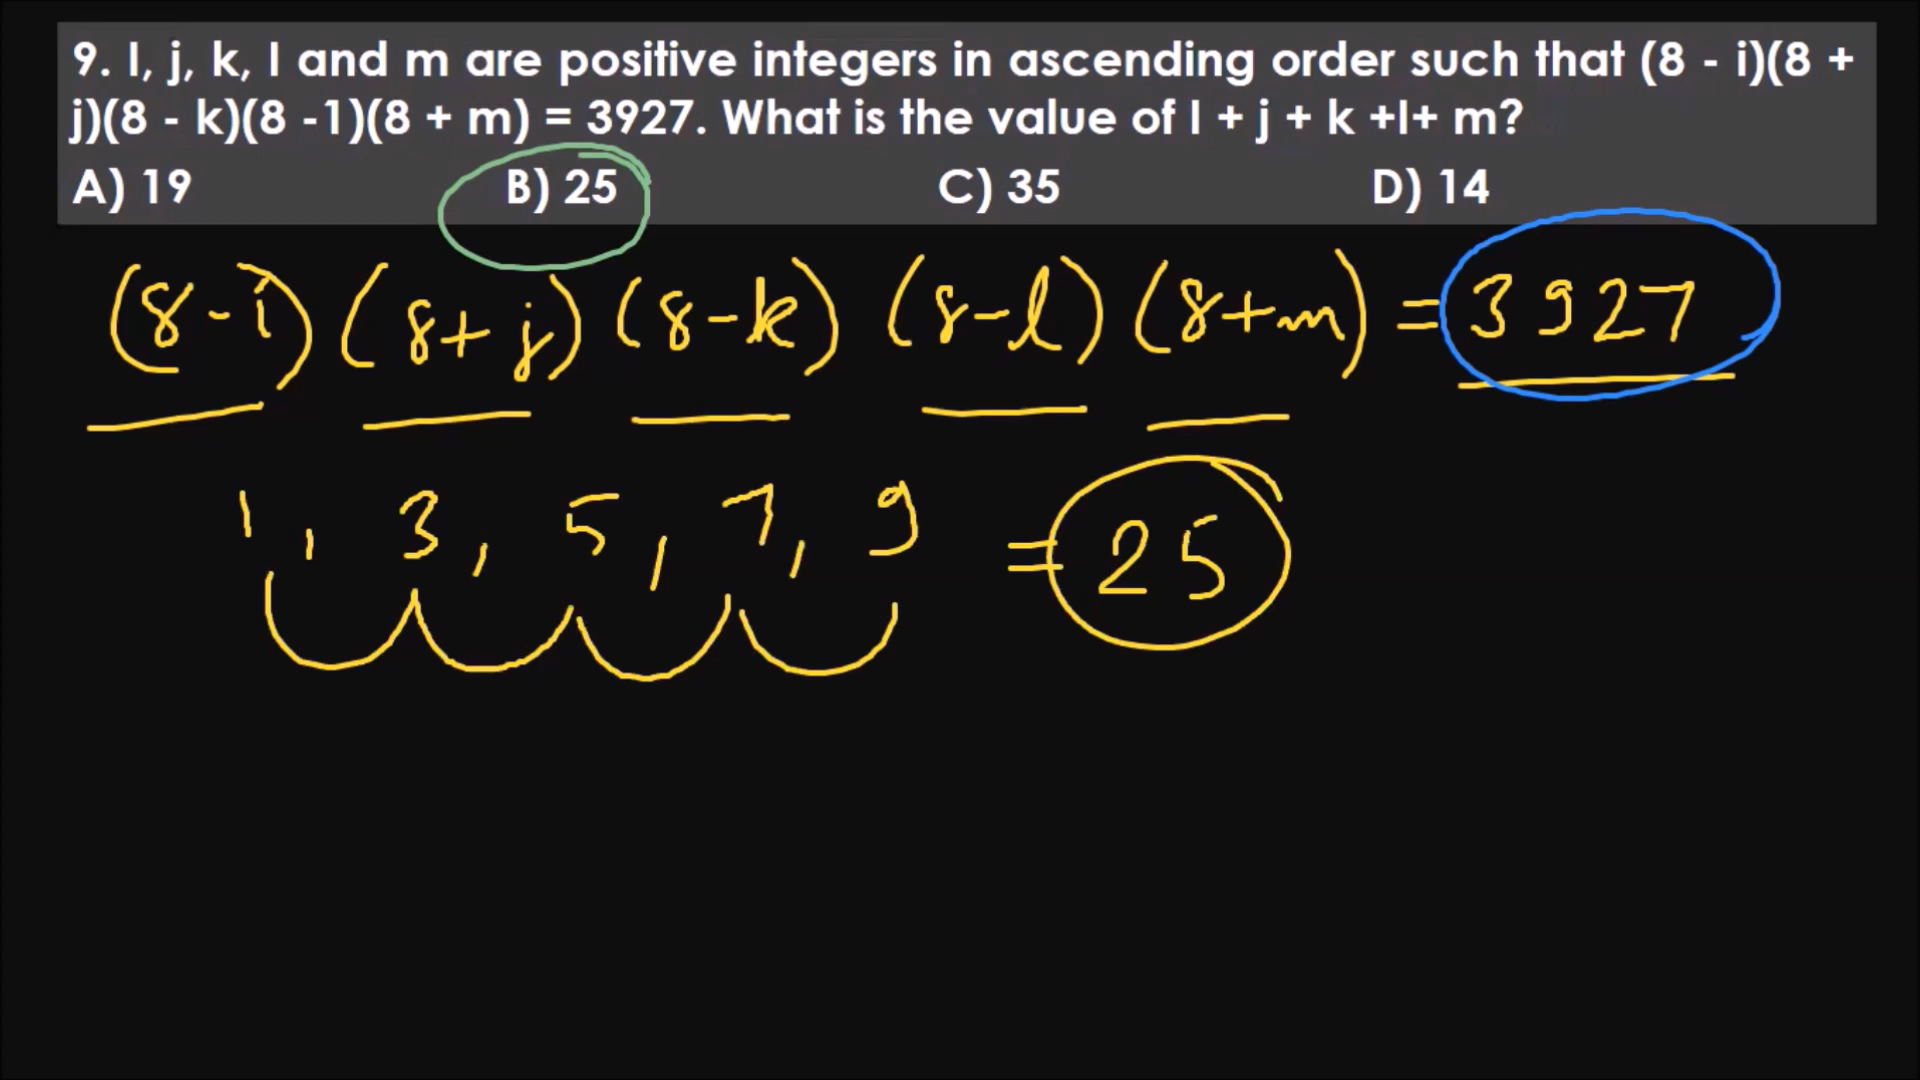 9. I, j, k, l and m are positive integers in ascending order such that (8 - i)(8 +
j)(8 - k)(8 -1)(8 + m) = 3927. What is the value of I + j + k +l+ m?
A) 19 B) 25 C) 35 D) 14
(8-i) (8+j) (8-k) (8-l) (8+m) = 3927
1, 3, 5, 7, 9 = 25